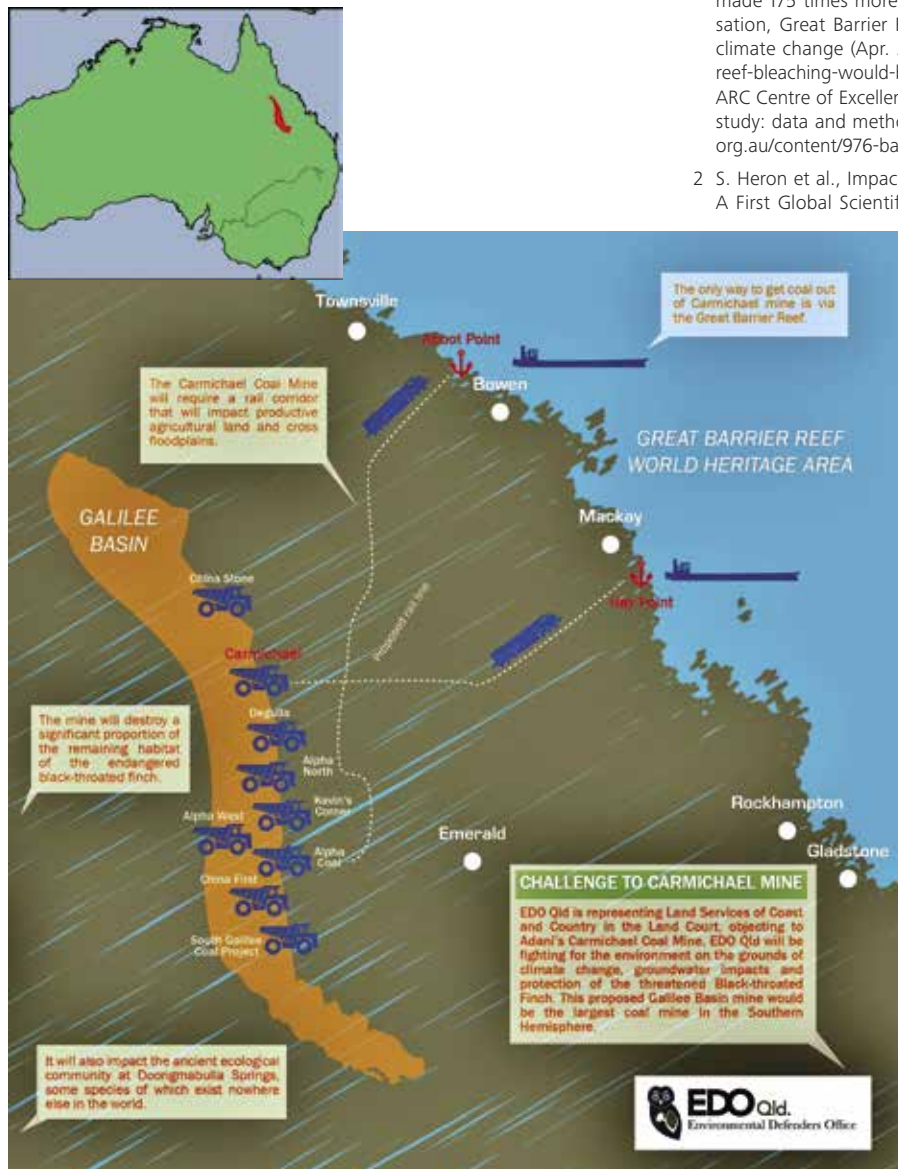 made 175 times more
sation, Great Barrier
climate change (Apr.
reef-bleaching-would-b
ARC Centre of Excellen
study: data and metho
org.au/content/976-ba
2 S. Heron et al., Impac
A First Global Scientif
Townsville
Abbot Point
Bowen
The only way to get coal out
of Carmichael mine is via
the Great Barrier Reef.
The Carmichael Coal Mine
will require a rail corridor
that will impact productive
agricultural land and cross
floodplains.
GREAT BARRIER REEF
WORLD HERITAGE AREA
GALILEE
BASIN
Mackay
Hay Point
China Stone
Proposed rail line
Carmichael
Degulla
The mine will destroy a
significant proportion of
the remaining habitat
of the endangered
black-throated finch.
Alpha
North
Kevin's
Corner
Alpha West
Alpha
Coal
China First
South Galilee
Coal Project
Emerald
Rockhampton
Gladstone
CHALLENGE TO CARMICHAEL MINE
EDO Qld is representing Land Services of Coast
and Country in the Land Court, objecting to
Adani's Carmichael Coal Mine, EDO Qld will be
fighting for the environment on the grounds of
climate change, groundwater impacts and
protection of the threatened Black-throated
Finch. This proposed Galilee Basin mine would
be the largest coal mine in the Southern
Hemisphere.
It will also impact the ancient ecological
community at Doongmabulla Springs,
some species of which exist nowhere
else in the world.
EDO Qld.
Environmental Defenders Office